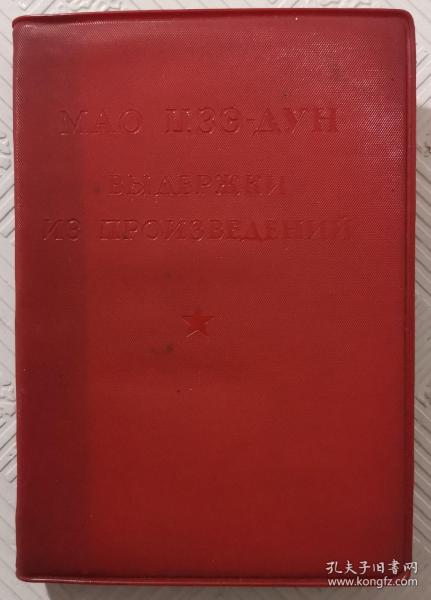 МАО ЦЗЭ-ДУН
ВЫДЕРЖКИ
ИЗ ПРОИЗВЕДЕНИЙ
孔夫子旧书网
www.kongfz.com